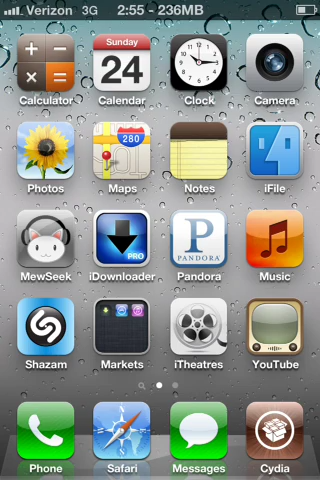 Verizon 3G 2:55 - 236MB
Sunday
24
280
P
PANDORA
PRO
Calculator Calendar Clock Camera
Photos Maps Notes iFile
MewSeek iDownloader Pandora Music
Shazam Markets iTheatres YouTube
Phone Safari Messages Cydia